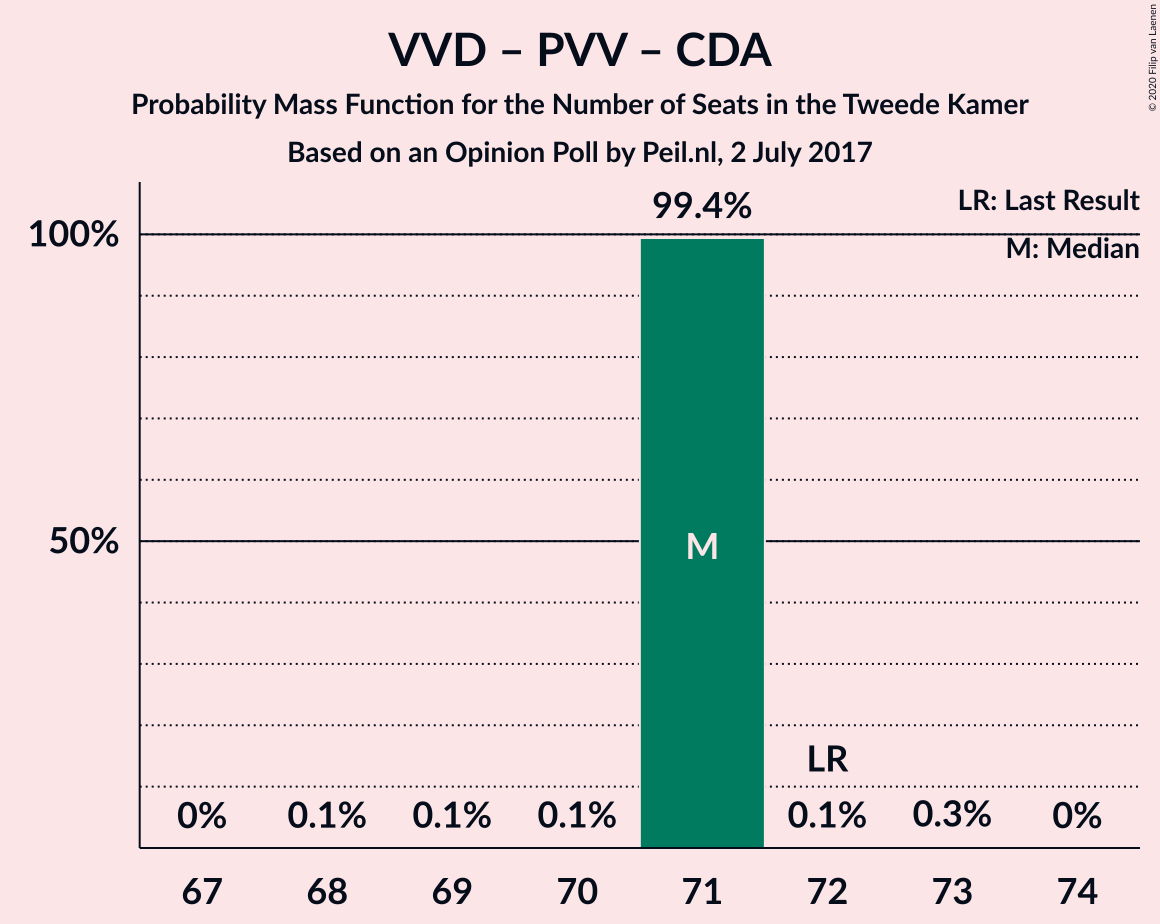 VVD – PVV – CDA
Probability Mass Function for the Number of Seats in the Tweede Kamer
Based on an Opinion Poll by Peil.nl, 2 July 2017
© 2020 Filip van Laenen
LR: Last Result
M: Median
99.4%
100%
50%
M
LR
0% 0.1% 0.1% 0.1% 0.1% 0.3% 0%
67 68 69 70 71 72 73 74